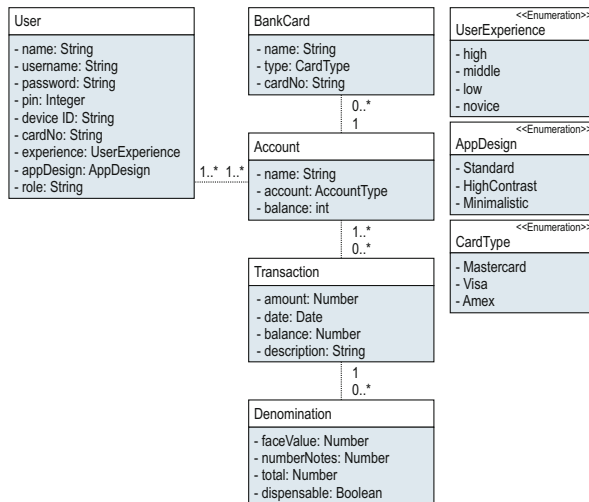 User
- name: String
- username: String
- password: String
- pin: Integer
- device ID: String
- cardNo: String
- experience: UserExperience
- appDesign: AppDesign
- role: String
1..* 1..*
BankCard
- name: String
- type: CardType
- cardNo: String
0..*
1
Account
- name: String
- account: AccountType
- balance: int
1..*
0..*
Transaction
- amount: Number
- date: Date
- balance: Number
- description: String
1
0..*
Denomination
- faceValue: Number
- numberNotes: Number
- total: Number
- dispensable: Boolean
<<Enumeration>>
UserExperience
- high
- middle
- low
- novice
<<Enumeration>>
AppDesign
- Standard
- HighContrast
- Minimalistic
<<Enumeration>>
CardType
- Mastercard
- Visa
- Amex